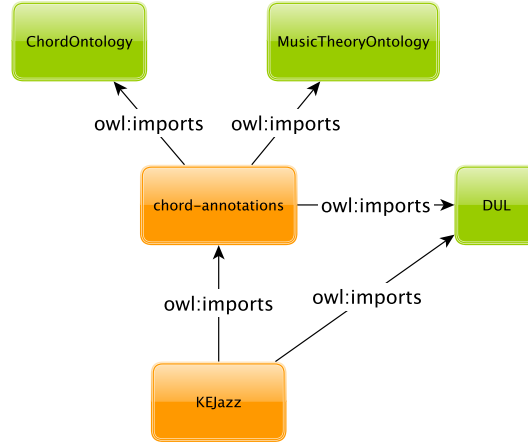 ChordOntology
MusicTheoryOntology
owl:imports
owl:imports
chord-annotations
owl:imports
DUL
owl:imports
owl:imports
KEJazz